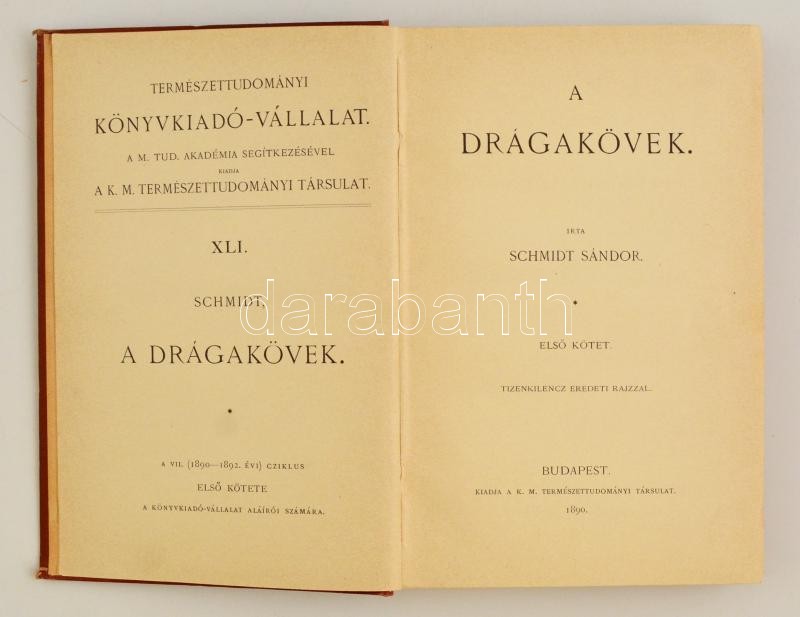 TERMÉSZETTUDOMÁNYI
KÖNYVKIADÓ-VÁLLALAT.
A M. TUD. AKADÉMIA SEGÍTKEZÉSÉVEL
KIADJA
A K. M. TERMÉSZETTUDOMÁNYI TÁRSULAT.
XLI.
SCHMIDT,
A DRÁGAKÖVEK.
*
A VII. (1890—1892. ÉVI) CZIKLUS
ELSŐ KÖTETE
A KÖNYVKIADÓ-VÁLLALAT ALÁÍRÓI SZÁMÁRA.
A
DRÁGAKÖVEK.
IRTA
SCHMIDT SÁNDOR.
*
ELSŐ KÖTET.
TIZENKILENCZ EREDETI RAJZZAL.
BUDAPEST.
KIADJA A K. M. TERMÉSZETTUDOMÁNYI TÁRSULAT.
1890.
darabanth